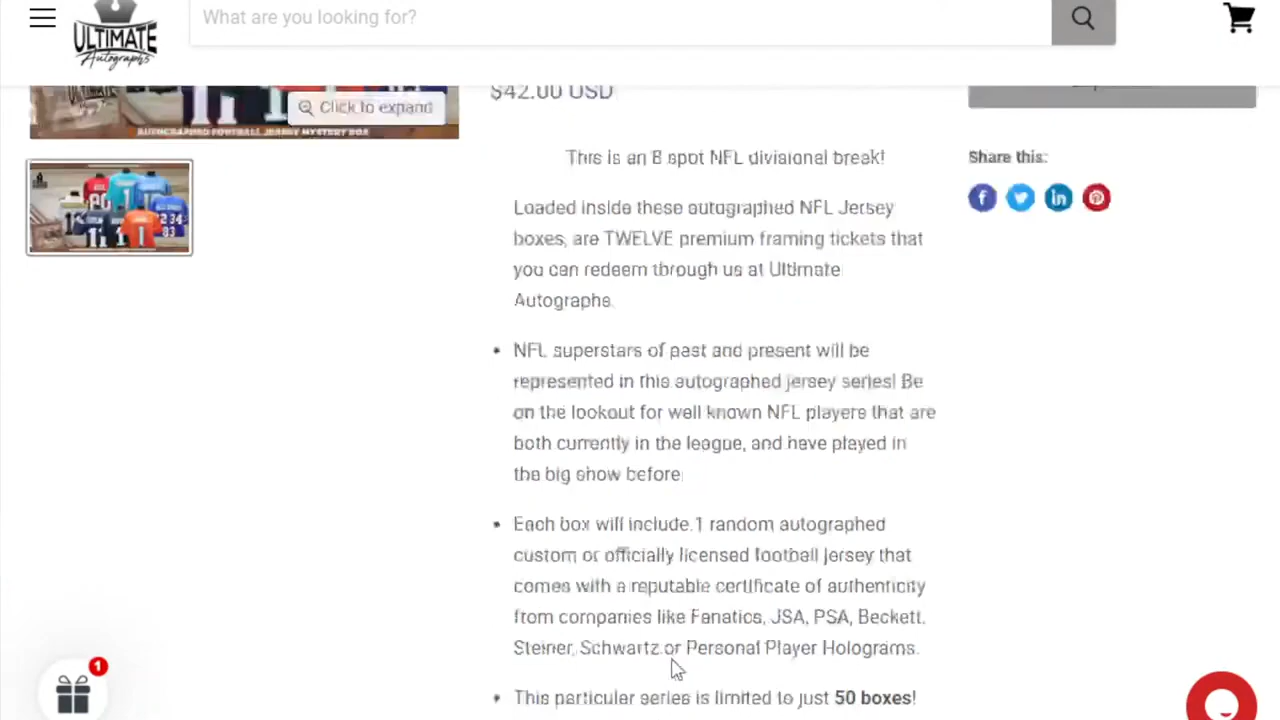 What are you looking for?
ULTIMATE
Autographs
$42.00 USD
Click to expand
AUTOGRAPHED FOOTBALL JERSEY MYSTERY BOX
This is an 8 spot NFL divisional break!
Share this:
Loaded inside these autographed NFL Jersey
boxes, are TWELVE premium framing tickets that
you can redeem through us at Ultimate
Autographs.
• NFL superstars of past and present will be
represented in this autographed jersey series! Be
on the lookout for well known NFL players that are
both currently in the league, and have played in
the big show before.
• Each box will include 1 random autographed
custom or officially licensed football jersey that
comes with a reputable certificate of authenticity
from companies like Fanatics, JSA, PSA, Beckett,
Steiner, Schwartz or Personal Player Holograms.
• This particular series is limited to just 50 boxes!
1